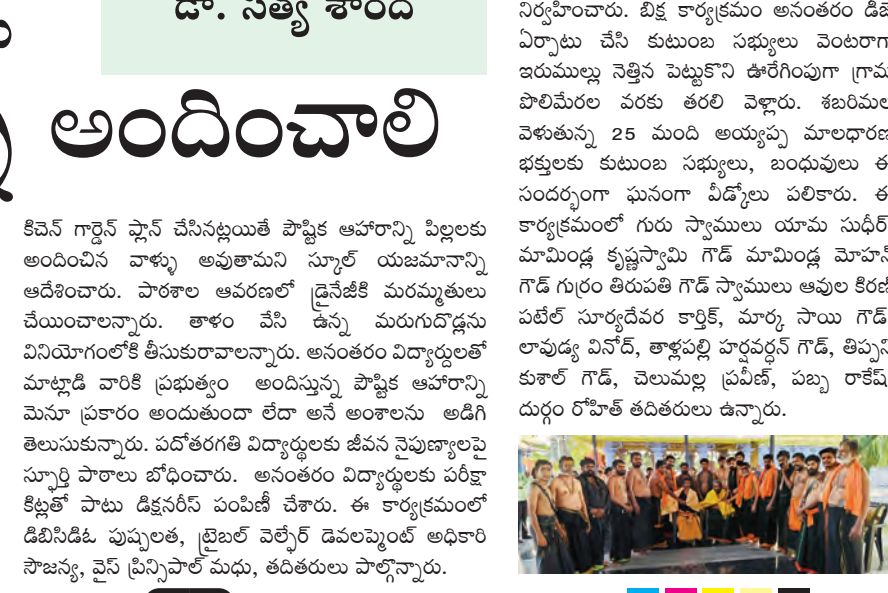 డా. సత్య శారద
అందించాలి
కిచెన్ గార్డెన్ ప్లాన్ చేసినట్లయితే పౌష్టిక ఆహారాన్ని పిల్లలకు
అందించిన వాళ్ళు అవుతామని స్కూల్ యజమానాన్ని
ఆదేశించారు. పాఠశాల ఆవరణలో డ్రైనేజీకి మరమ్మతులు
చేయించాలన్నారు. తాళం వేసి ఉన్న మరుగుదొడ్లను
వినియోగంలోకి తీసుకురావాలన్నారు. అనంతరం విద్యార్థులతో
మాట్లాడి వారికి ప్రభుత్వం అందిస్తున్న పౌష్టిక ఆహారాన్ని
మెనూ ప్రకారం అందుతుందా లేదా అనే అంశాలను అడిగి
తెలుసుకున్నారు. పదోతరగతి విద్యార్థులకు జీవన నైపుణ్యాలపై
స్ఫూర్తి పాఠాలు బోధించారు. అనంతరం విద్యార్థులకు పరీక్షా
కిట్లతో పాటు డిక్షనరీస్ పంపిణీ చేశారు. ఈ కార్యక్రమంలో
డిబిసిడిఓ పుష్పలత, ట్రైబల్ వెల్ఫేర్ డెవలప్మెంట్ అధికారి
సౌజన్య, వైస్ ప్రిన్సిపాల్ మధు, తదితరులు పాల్గొన్నారు.
నిర్వహించారు. బిక్ష కార్యక్రమం అనంతరం
ఏర్పాటు చేసి కుటుంబ సభ్యులు వెంటరాగా
ఇరుముల్లు నెత్తిన పెట్టుకొని ఊరేగింపుగా గ్రామ
పొలిమేరల వరకు తరలి వెళ్లారు. శబరిమల
వెళుతున్న 25 మంది అయ్యప్ప మాలధారణ
భక్తులకు కుటుంబ సభ్యులు, బంధువులు ఈ
సందర్భంగా ఘనంగా వీడ్కోలు పలికారు. ఈ
కార్యక్రమంలో గురు స్వాములు యామ సుధీర్
మామిండ్ల కృష్ణస్వామి గౌడ్ మామిండ్ల మోహన్
గౌడ్ గుర్రం తిరుపతి గౌడ్ స్వాములు ఆవుల కిరణ్
పటేల్ సూర్యదేవర కార్తిక్, మార్క సాయి గౌడ్
లావుడ్య వినోద్, తాళ్లపల్లి హర్షవర్ధన్ గౌడ్, తిప్పని
కుశాల్ గౌడ్, చెలుమల్ల ప్రవీణ్, పబ్బ రాకేష్
దుర్గం రోహిత్ తదితరులు ఉన్నారు.